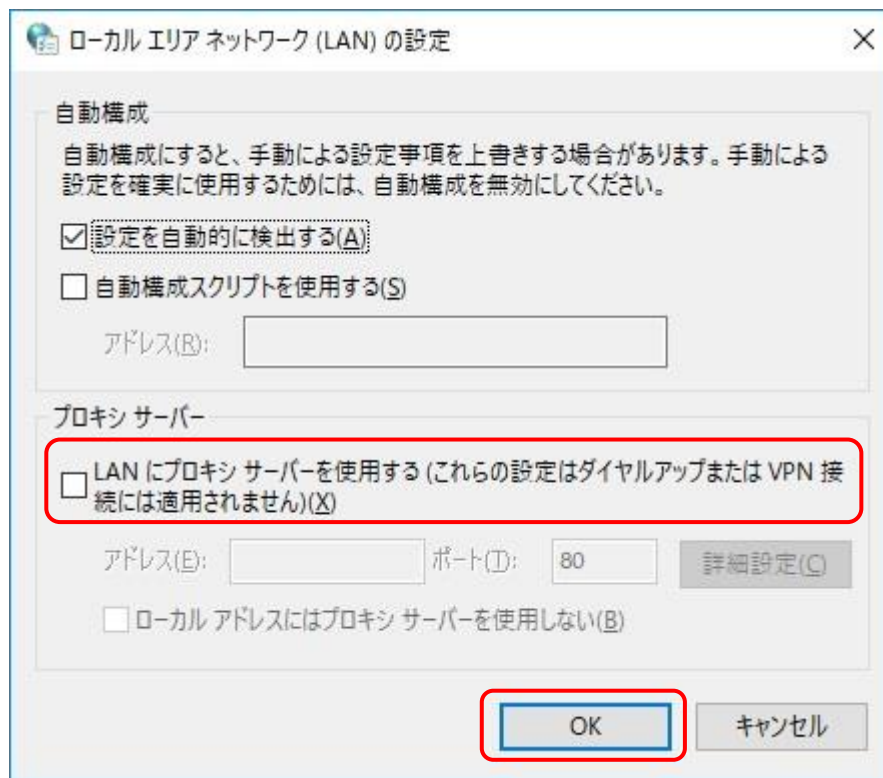 ローカル エリア ネットワーク (LAN) の設定
自動構成
自動構成にすると、手動による設定事項を上書きする場合があります。手動による
設定を確実に使用するためには、自動構成を無効にしてください。
設定を自動的に検出する(A)
自動構成スクリプトを使用する(S)
アドレス(R):
プロキシ サーバー
LAN にプロキシ サーバーを使用する (これらの設定はダイヤルアップまたは VPN 接
続には適用されません)(X)
アドレス(E): ポート(T): 80 詳細設定(C)
ローカル アドレスにはプロキシ サーバーを使用しない(B)
OK キャンセル